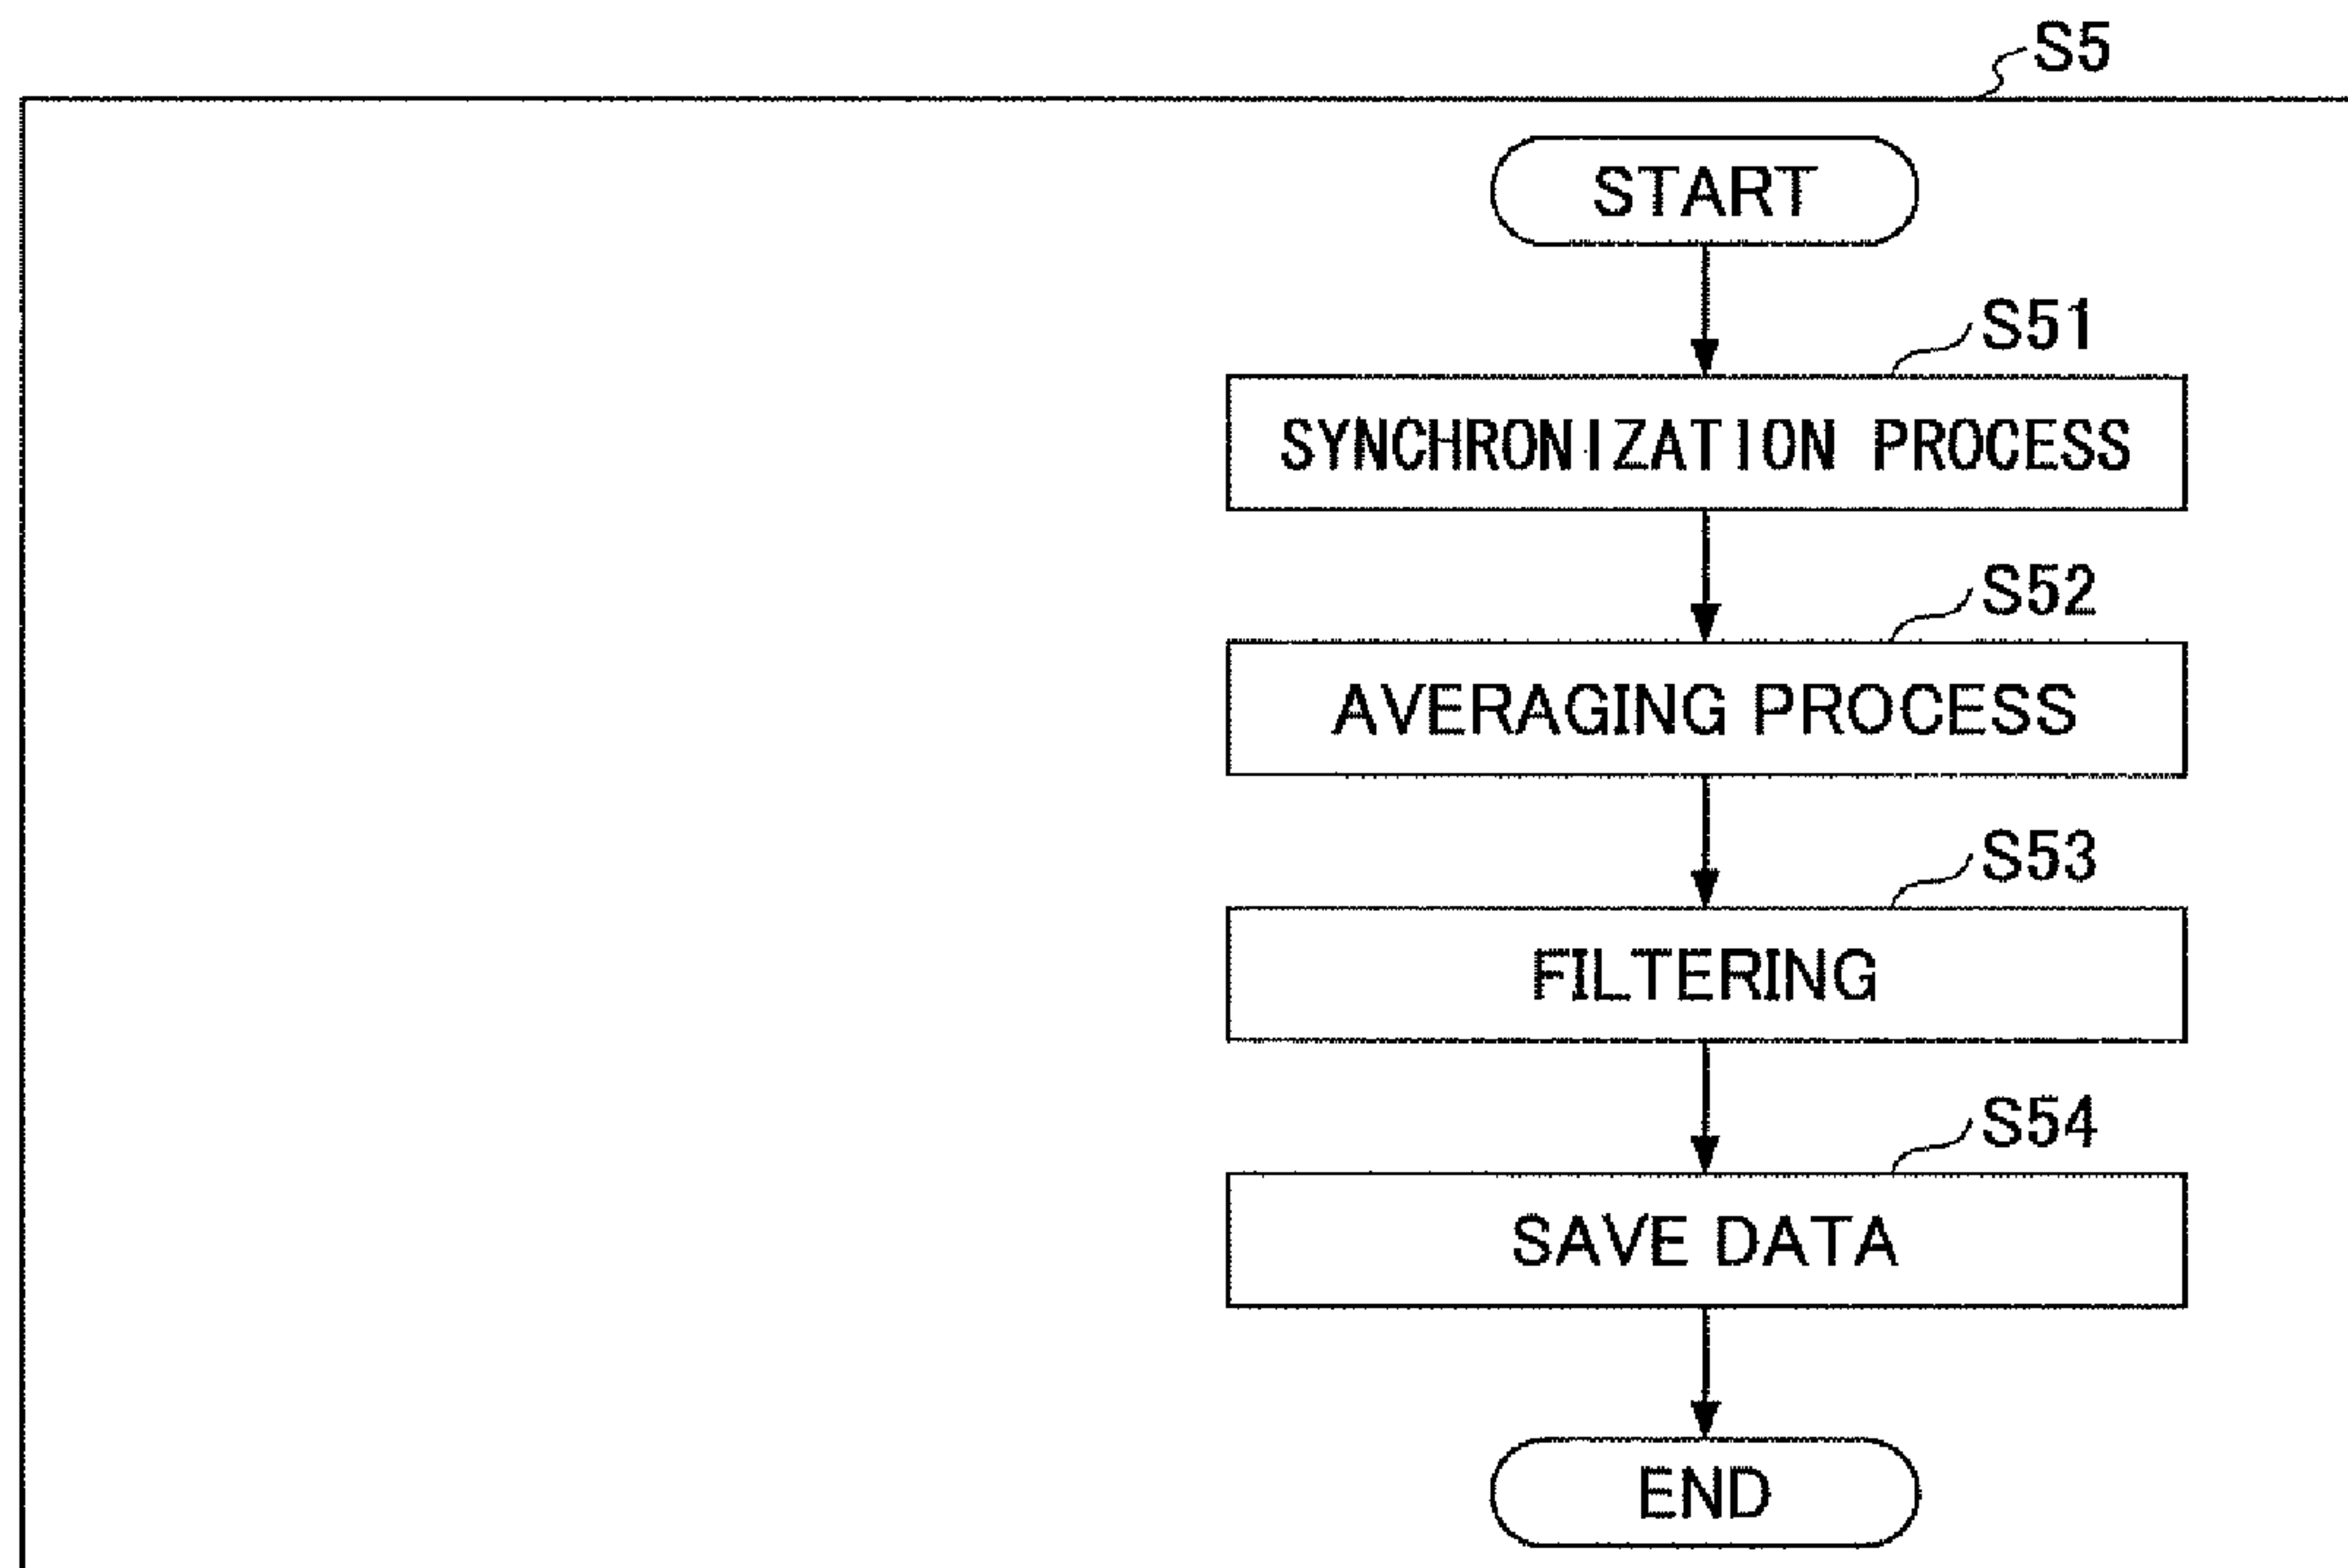 S5
START
S51
SYNCHRONIZATION PROCESS
S52
AVERAGING PROCESS
S53
FILTERING
S54
SAVE DATA
END